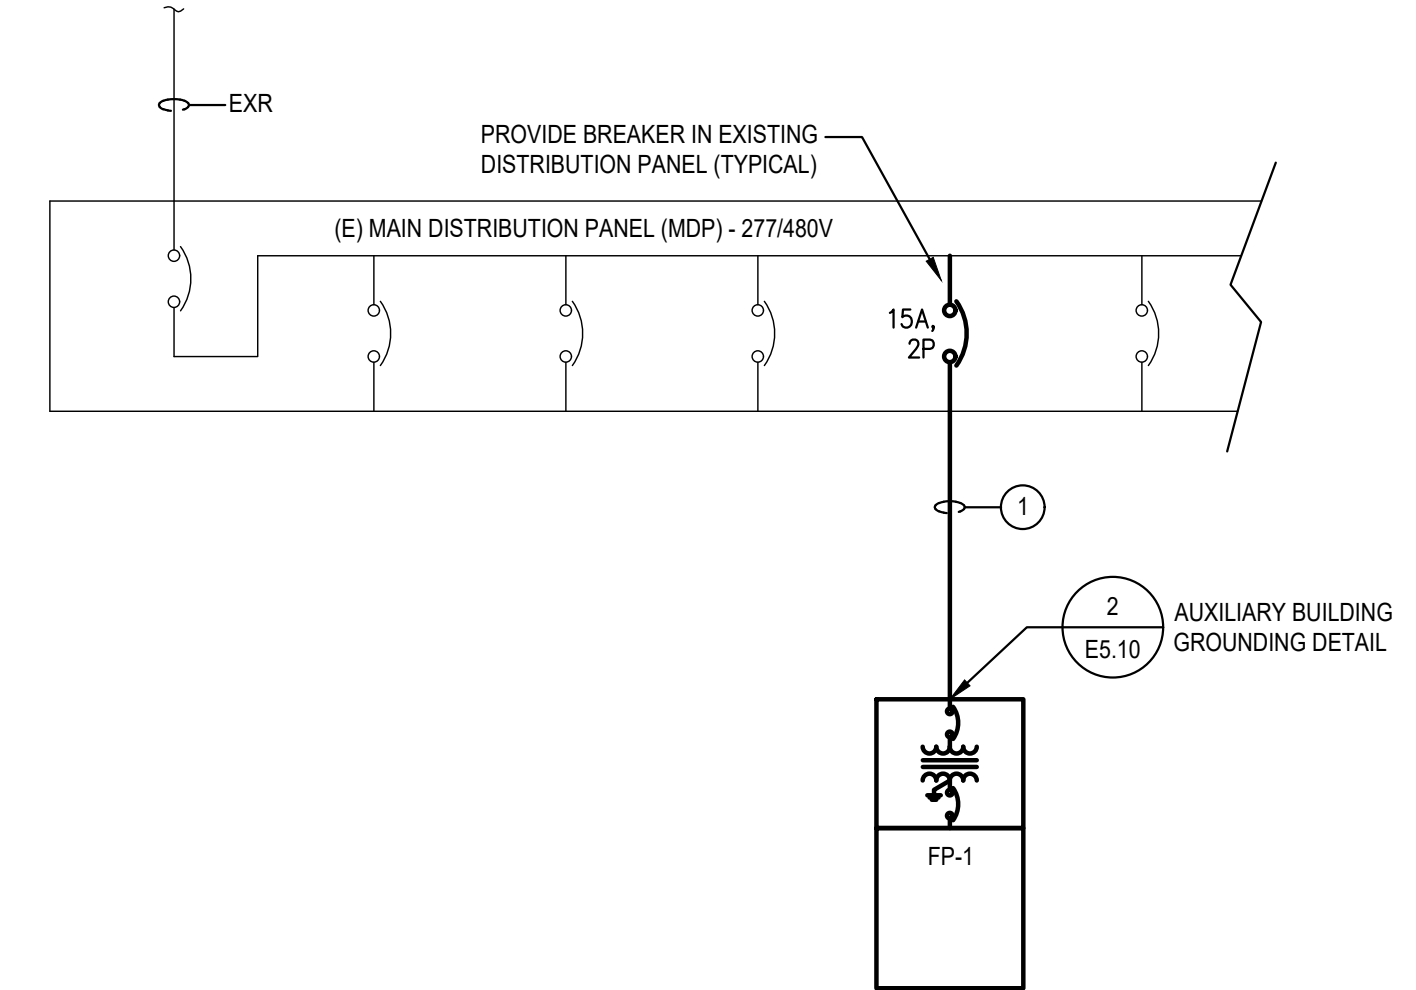 EXR
PROVIDE BREAKER IN EXISTING
DISTRIBUTION PANEL (TYPICAL)
(E) MAIN DISTRIBUTION PANEL (MDP) - 277/480V
15A,
2P
1
2
E5.10
AUXILIARY BUILDING
GROUNDING DETAIL
FP-1